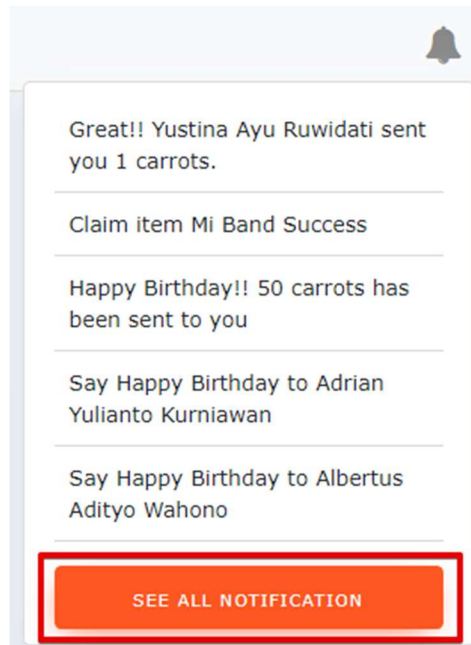 Great!! Yustina Ayu Ruwidati sent
you 1 carrots.
Claim item Mi Band Success
Happy Birthday!! 50 carrots has
been sent to you
Say Happy Birthday to Adrian
Yulianto Kurniawan
Say Happy Birthday to Albertus
Adityo Wahono
SEE ALL NOTIFICATION